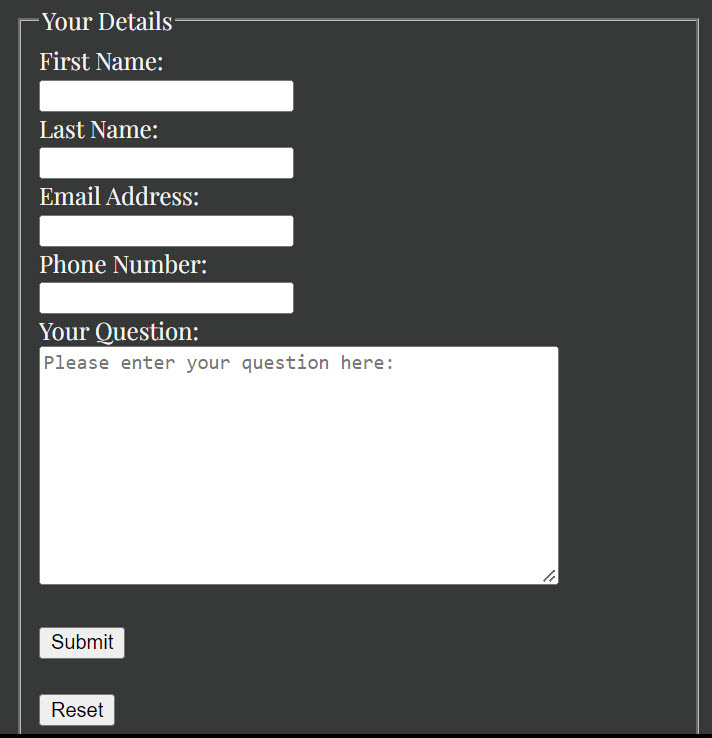 Your Details
First Name:
Last Name:
Email Address:
Phone Number:
Your Question:
Please enter your question here:
Submit
Reset